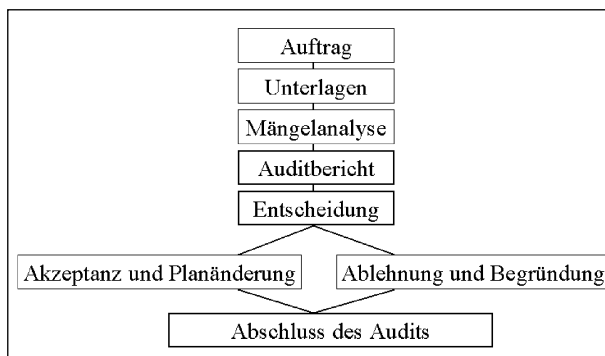 Auftrag
Unterlagen
Mängelanalyse
Auditbericht
Entscheidung
Akzeptanz und Planänderung
Ablehnung und Begründung
Abschluss des Audits